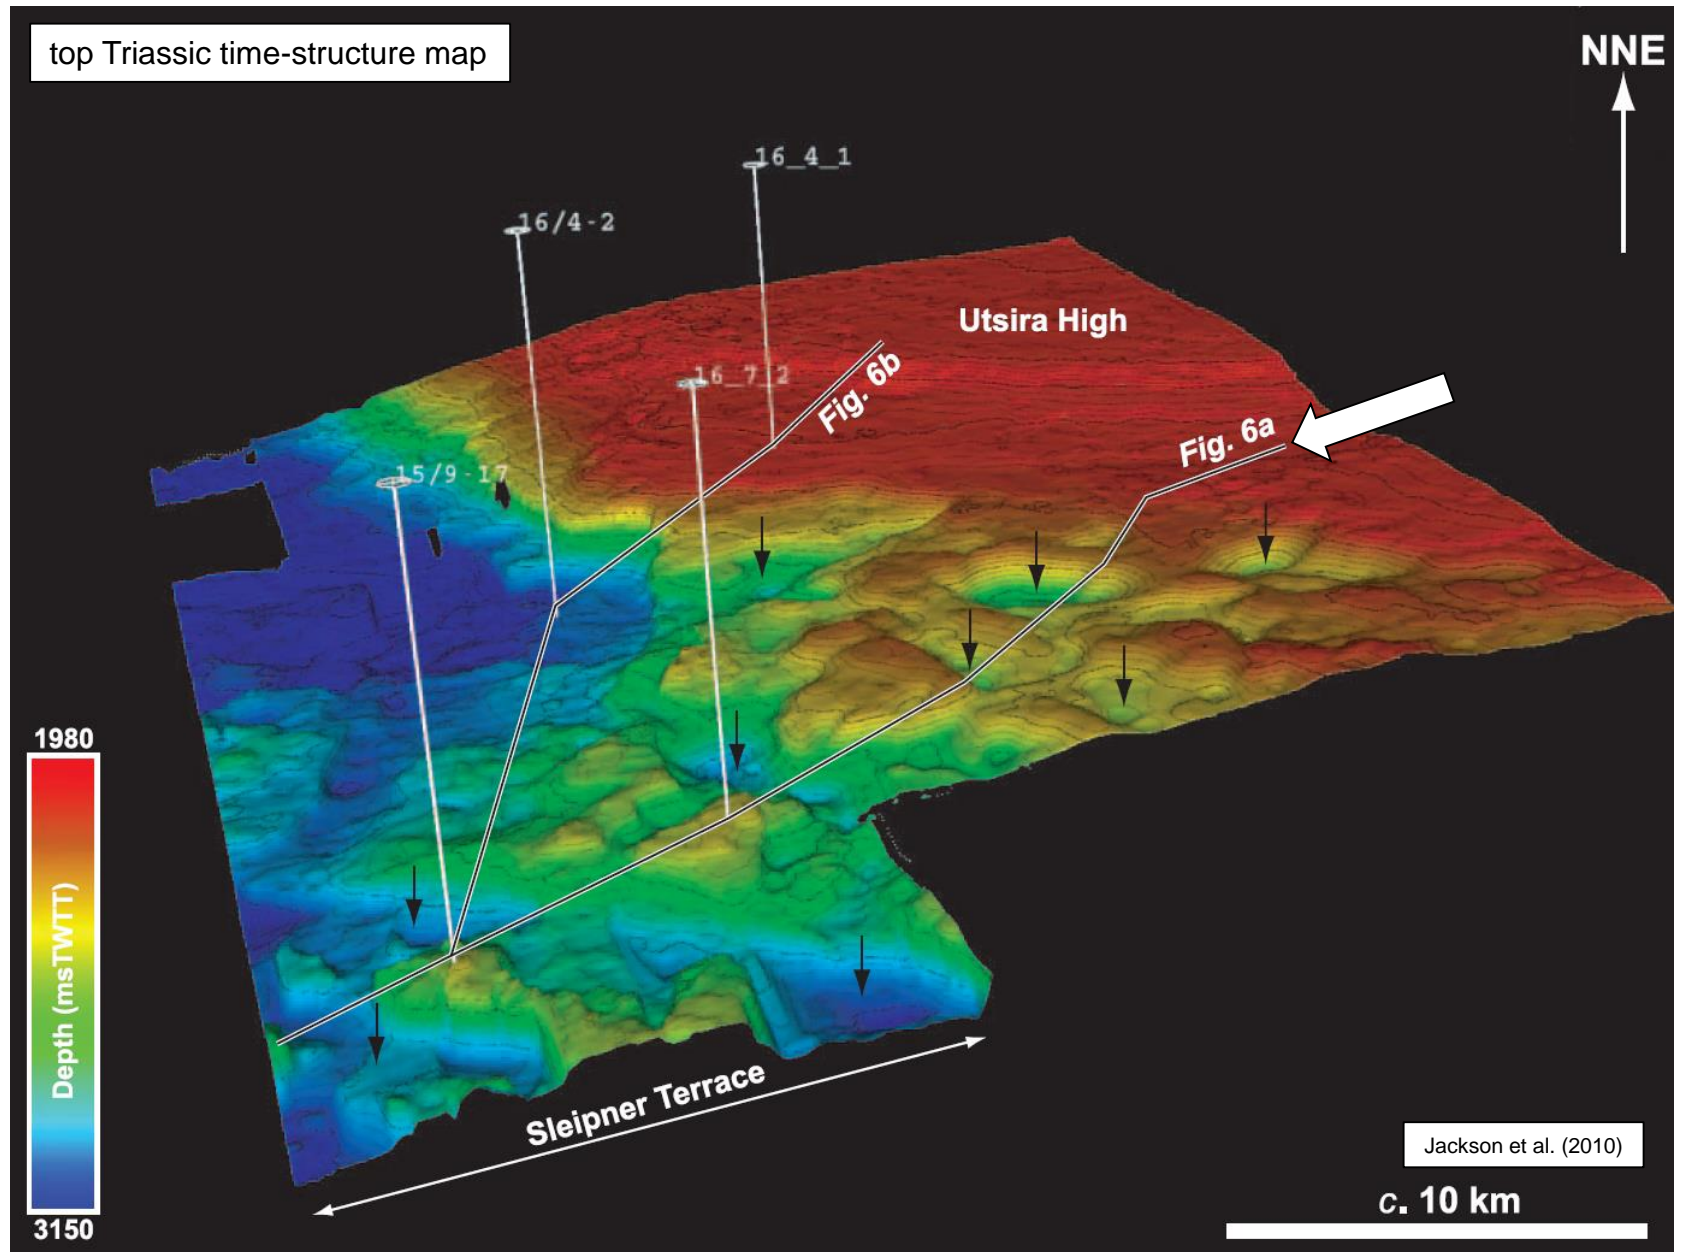 top Triassic time-structure map
NNE
16_4_1
16/4-2
Utsira High
16_7_2
Fig. 6b
Fig. 6a
15/9-17
1980
Depth (msTWTT)
3150
Sleipner Terrace
Jackson et al. (2010)
c. 10 km